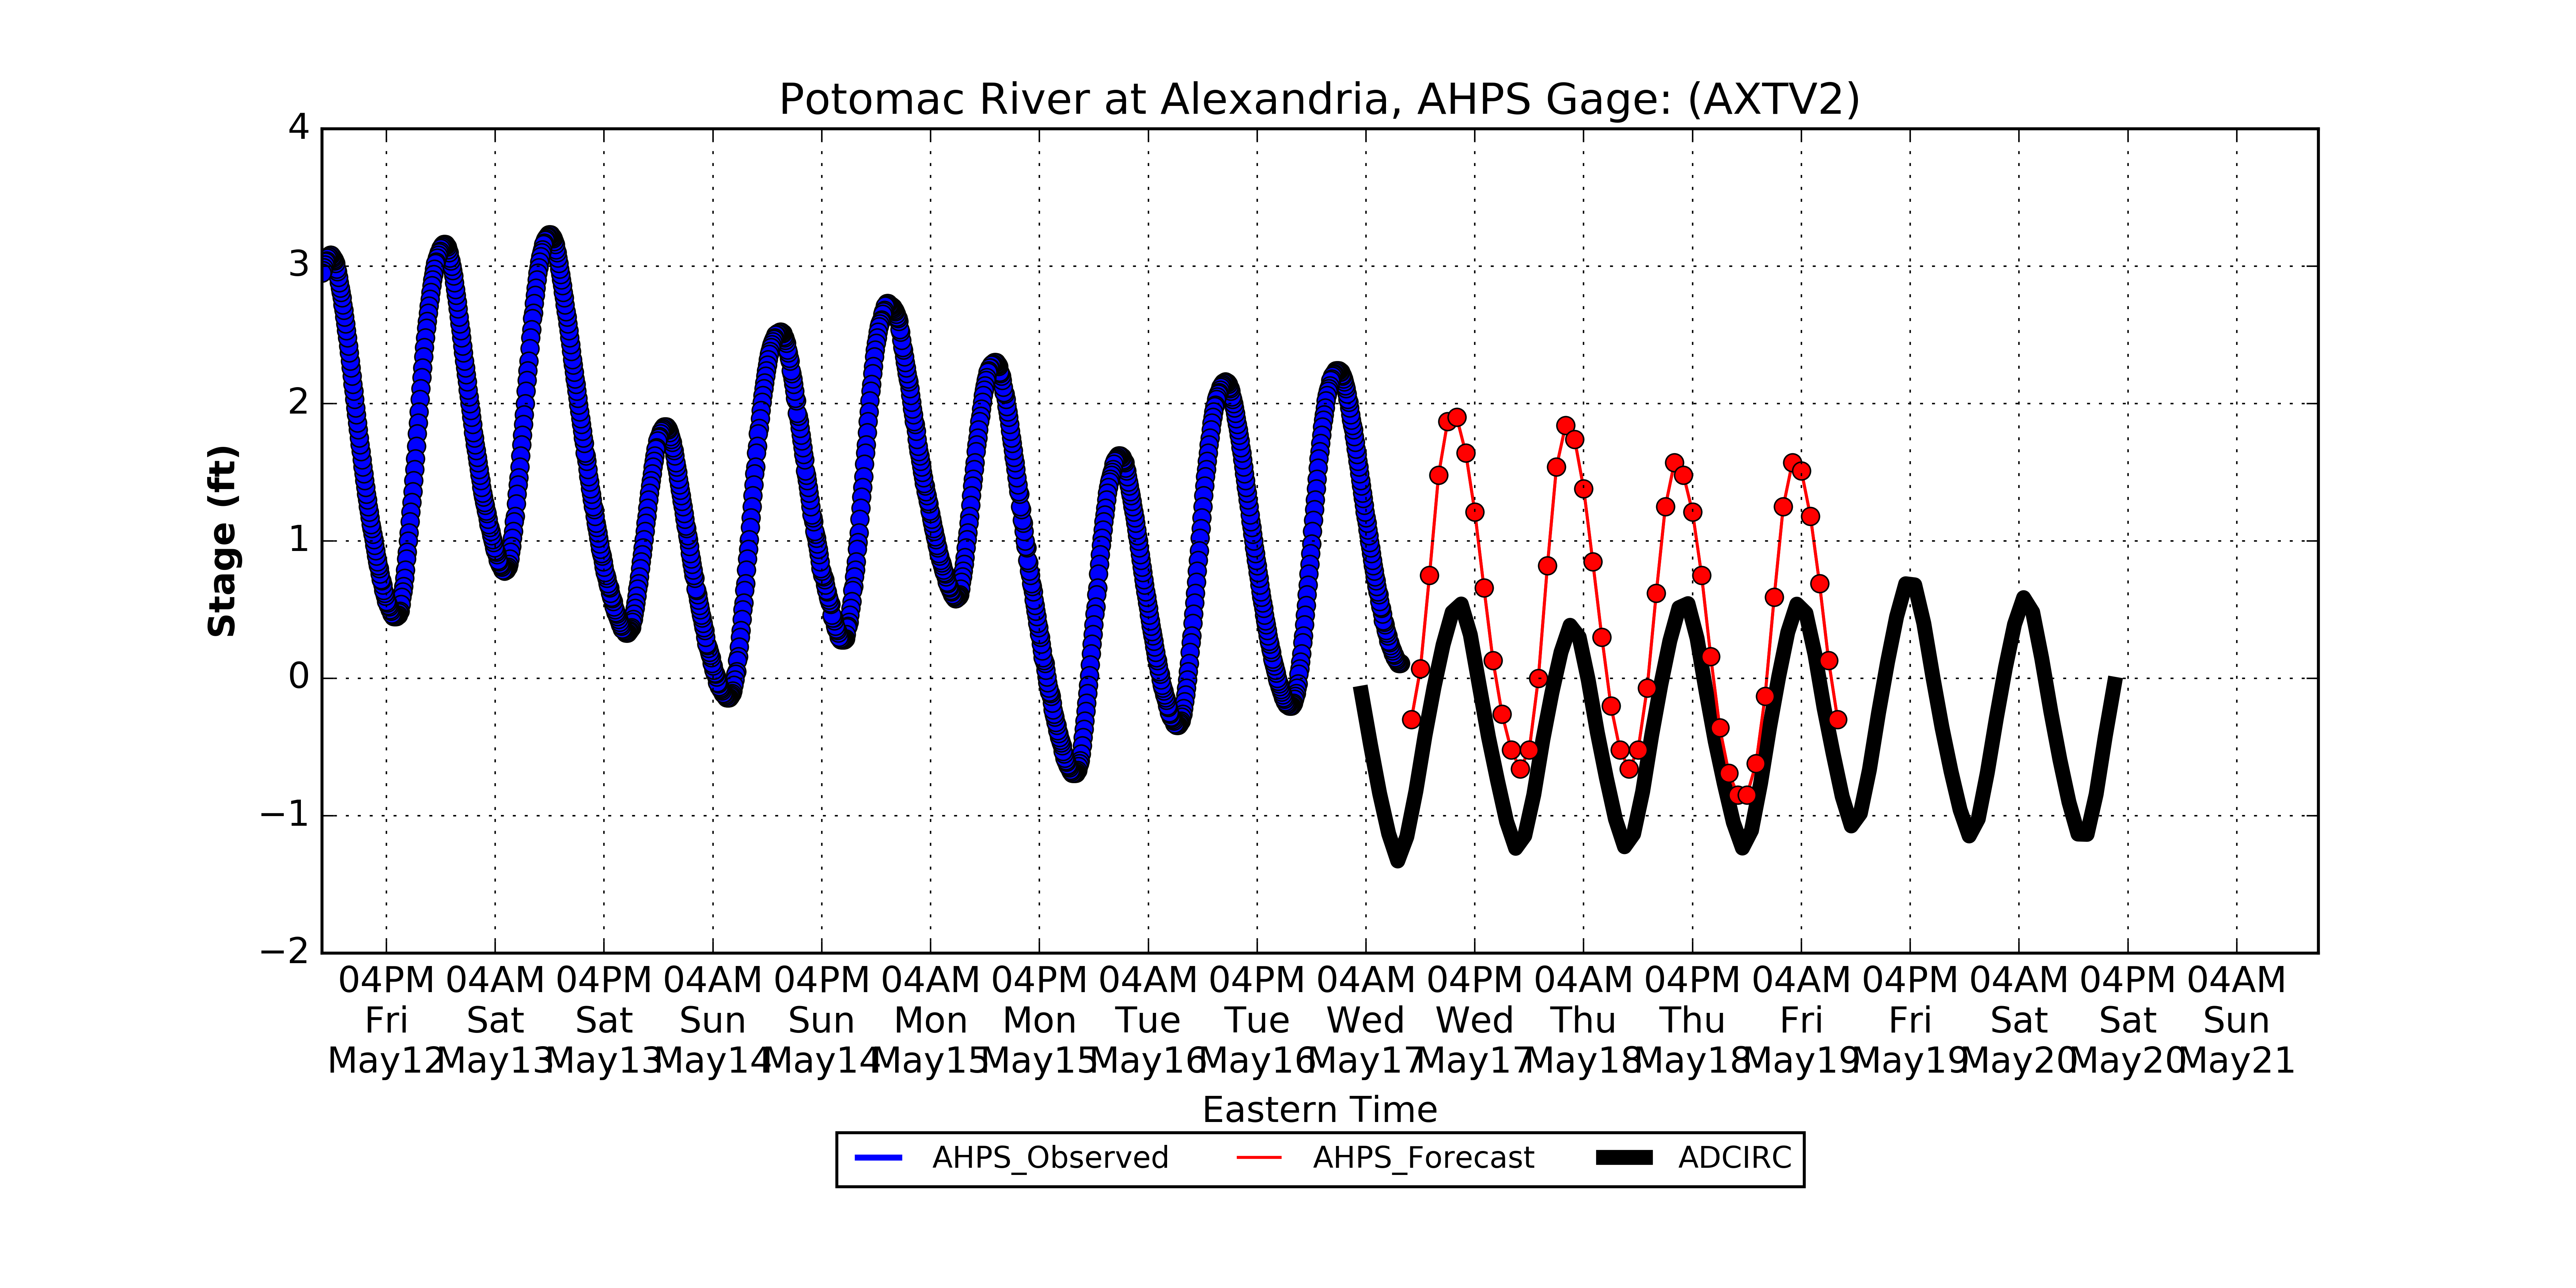 Potomac River at Alexandria, AHPS Gage: (AXTV2)
4
3
2
1
0
−1
−2
Stage (ft)
04PM 04AM 04PM 04AM 04PM 04AM 04PM 04AM 04PM 04AM 04PM 04AM 04PM 04AM 04PM 04AM 04PM 04AM
Fri Sat Sat Sun Sun Mon Mon Tue Tue Wed Wed Thu Thu Fri Fri Sat Sat Sun
May12 May13 May13 May14 May14 May15 May15 May16 May16 May17 May17 May18 May18 May19 May19 May20 May20 May21
Eastern Time
AHPS_Observed AHPS_Forecast ADCIRC